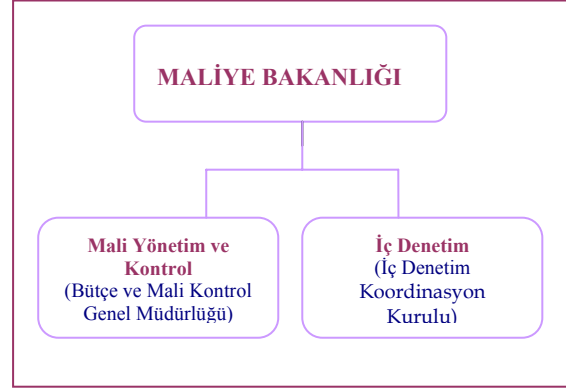 MALİYE BAKANLIĞI
Mali Yönetim ve
Kontrol
(Bütçe ve Mali Kontrol
Genel Müdürlüğü)
İç Denetim
(İç Denetim
Koordinasyon
Kurulu)